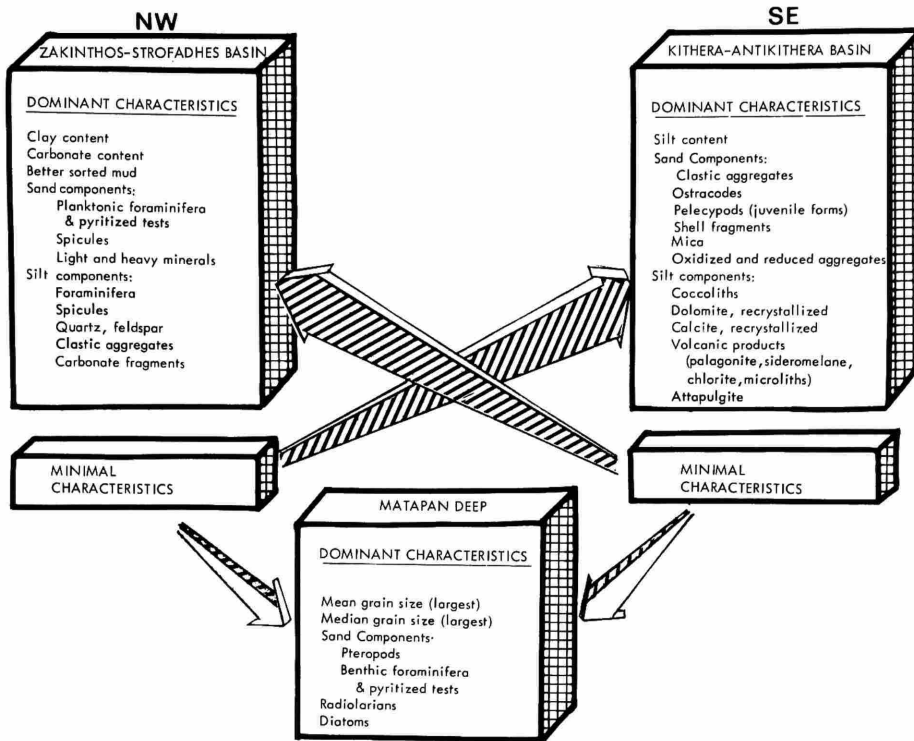 NW
ZAKINTHOS-STROFADHES BASIN
DOMINANT CHARACTERISTICS
Clay content
Carbonate content
Better sorted mud
Sand components:
Planktonic foraminifera
& pyritized tests
Spicules
Light and heavy minerals
Silt components:
Foraminifera
Spicules
Quartz, feldspar
Clastic aggregates
Carbonate fragments
MINIMAL
CHARACTERISTICS
SE
KITHERA-ANTIKITHERA BASIN
DOMINANT CHARACTERISTICS
Silt content
Sand Components:
Clastic aggregates
Ostracodes
Pelecypods (juvenile forms)
Shell fragments
Mica
Oxidized and reduced aggregates
Silt components:
Coccoliths
Dolomite, recrystallized
Calcite, recrystallized
Volcanic products
(palagonite, sideromelane,
chlorite, microliths)
Attapulgite
MINIMAL
CHARACTERISTICS
MATAPAN DEEP
DOMINANT CHARACTERISTICS
Mean grain size (largest)
Median grain size (largest)
Sand Components·
Pteropods
Benthic foraminifera
& pyritized tests
Radiolarians
Diatoms